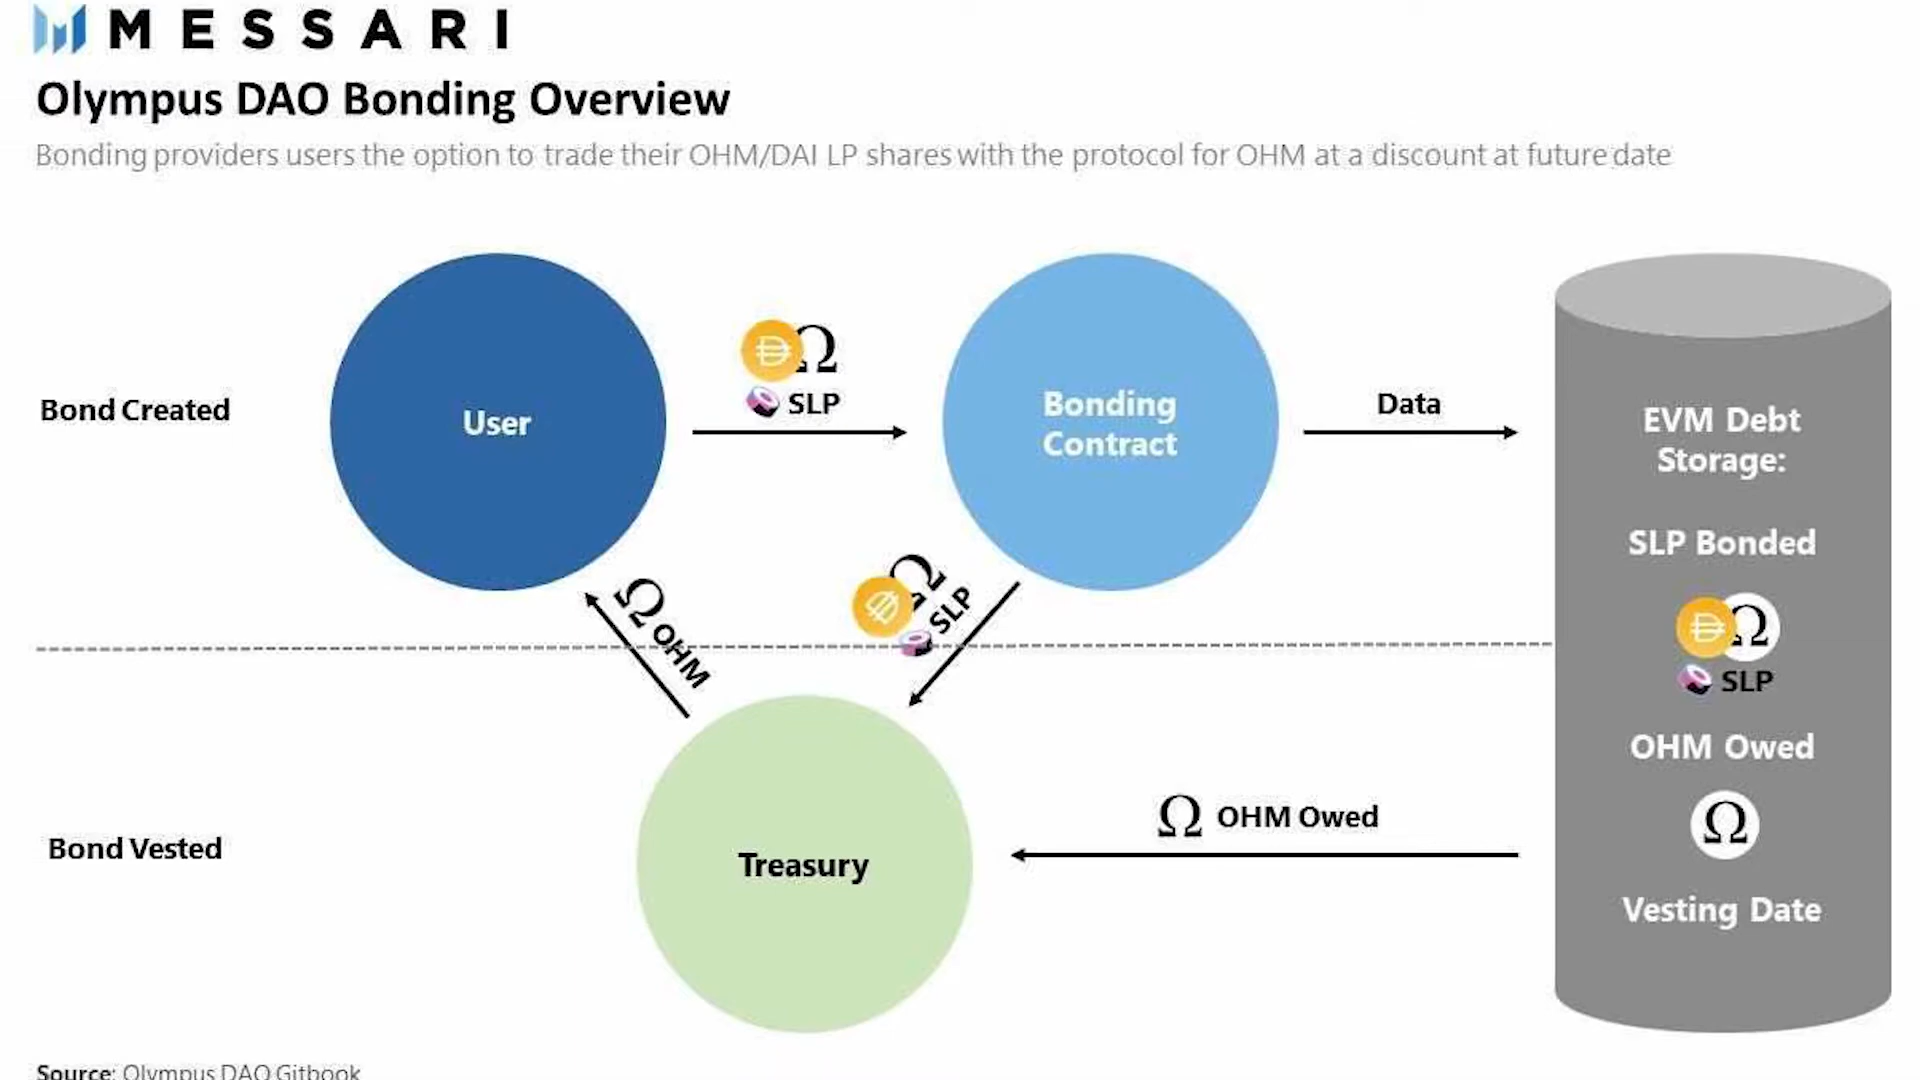 MESSARI
Olympus DAO Bonding Overview
Bonding providers users the option to trade their OHM/DAI LP shares with the protocol for OHM at a discount at future date
Bond Created
User
Ω
SLP
Bonding
Contract
Data
EVM Debt
Storage:
SLP Bonded
Ω
SLP
OHM Owed
Ω
Vesting Date
Ω OHM
Ω
SLP
Bond Vested
Treasury
Ω OHM Owed
Source: Olympus DAO Gitbook